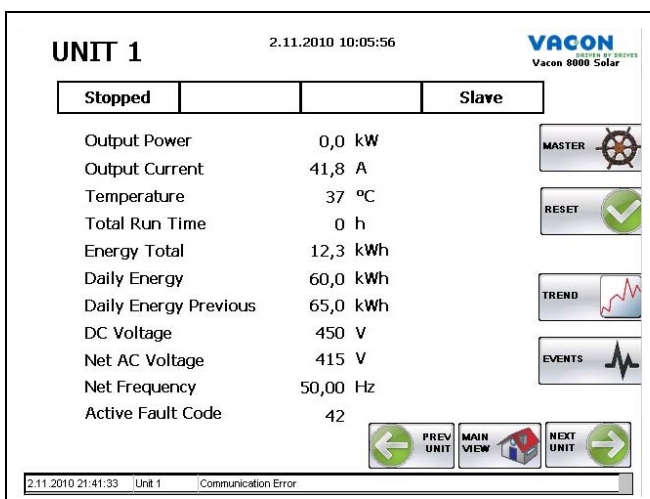 UNIT 1
2.11.2010 10:05:56
VACON
DRIVEN BY DRIVES
Vacon 8000 Solar
Stopped Slave
Output Power 0,0 kW
Output Current 41,8 A
Temperature 37 ºC
Total Run Time 0 h
Energy Total 12,3 kWh
Daily Energy 60,0 kWh
Daily Energy Previous 65,0 kWh
DC Voltage 450 V
Net AC Voltage 415 V
Net Frequency 50,00 Hz
Active Fault Code 42
MASTER
RESET
TREND
EVENTS
PREV UNIT
MAIN VIEW
NEXT UNIT
2.11.2010 21:41:33 Unit 1 Communication Error